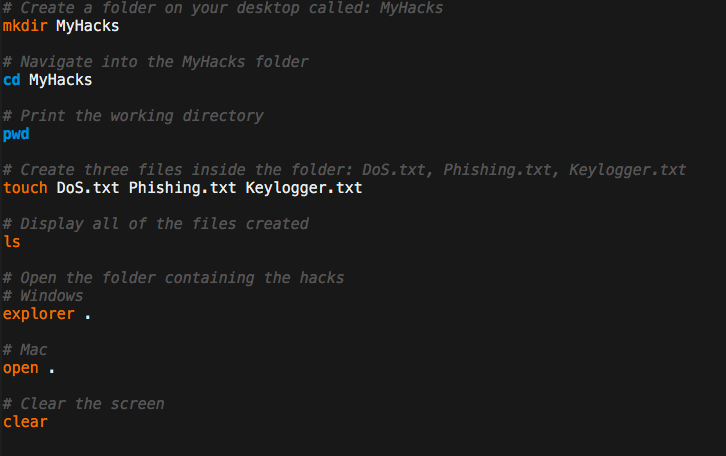 # Create a folder on your desktop called: MyHacks
mkdir MyHacks
# Navigate into the MyHacks folder
cd MyHacks
# Print the working directory
pwd
# Create three files inside the folder: DoS.txt, Phishing.txt, Keylogger.txt
touch DoS.txt Phishing.txt Keylogger.txt
# Display all of the files created
ls
# Open the folder containing the hacks
# Windows
explorer .
# Mac
open .
# Clear the screen
clear